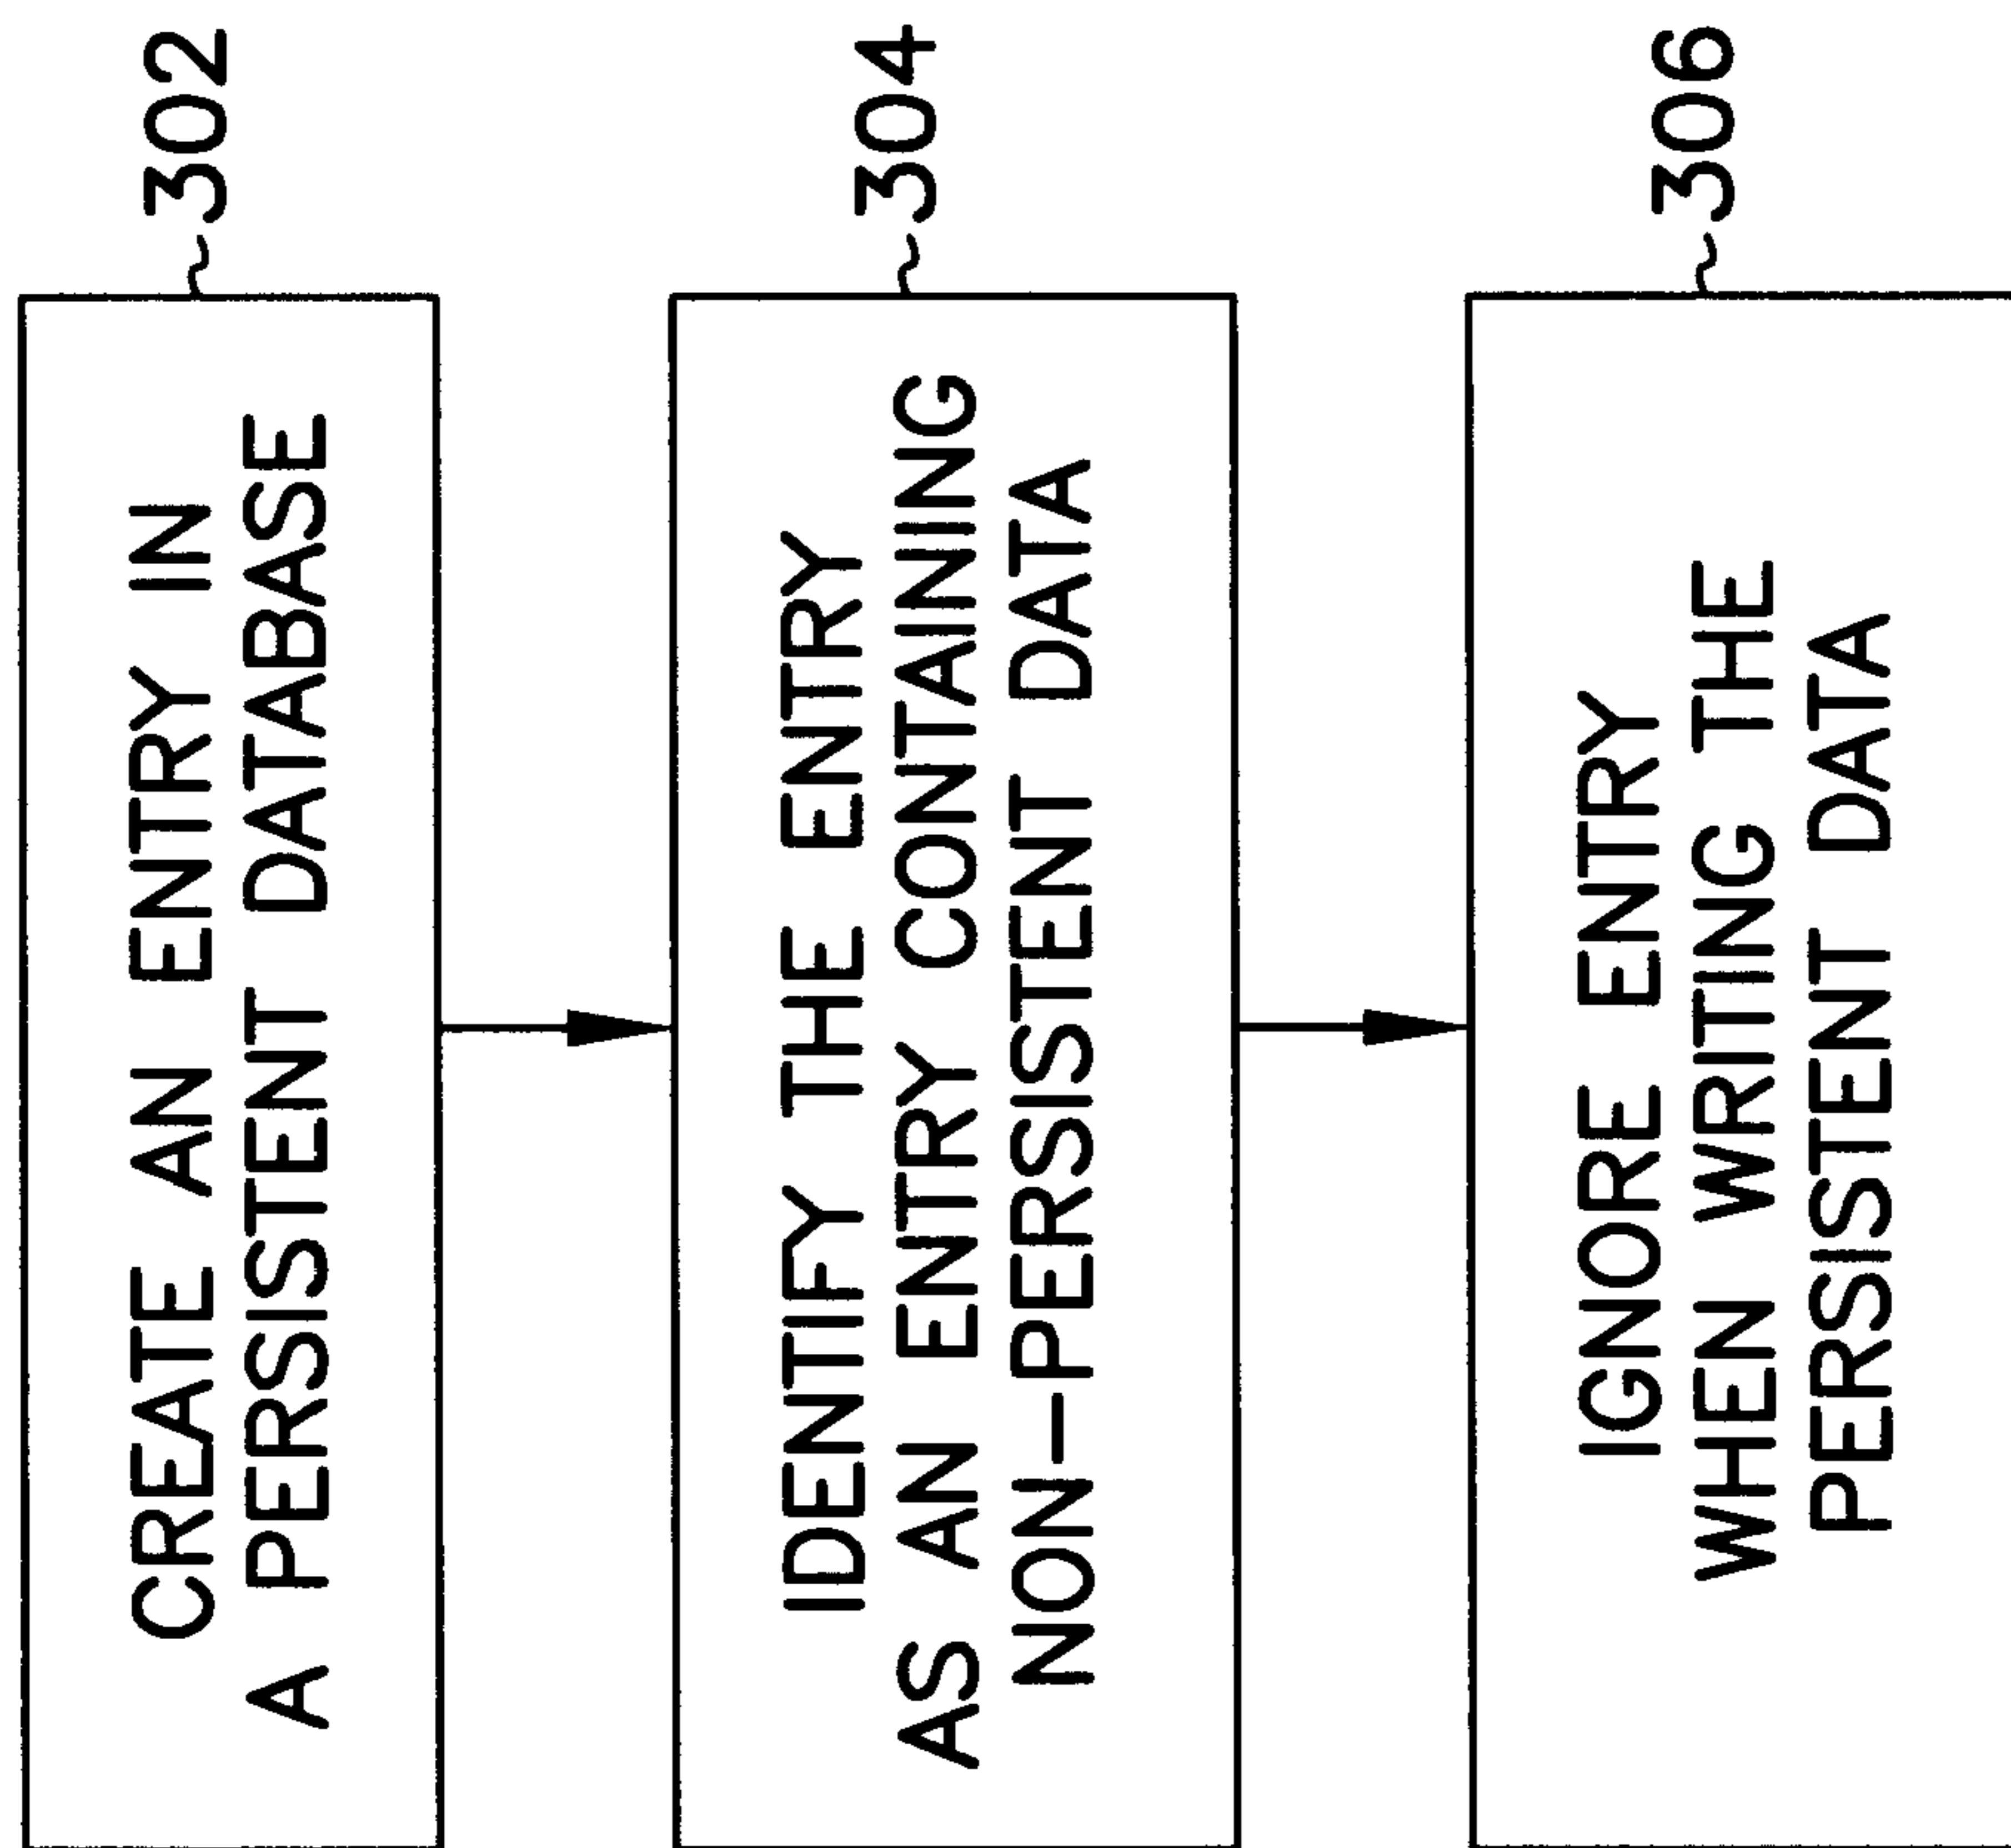 CREATE AN ENTRY IN
A PERSISTENT DATABASE
302
IDENTIFY THE ENTRY
AS AN ENTRY CONTAINING
NON-PERSISTENT DATA
304
IGNORE ENTRY
WHEN WRITING THE
PERSISTENT DATA
306